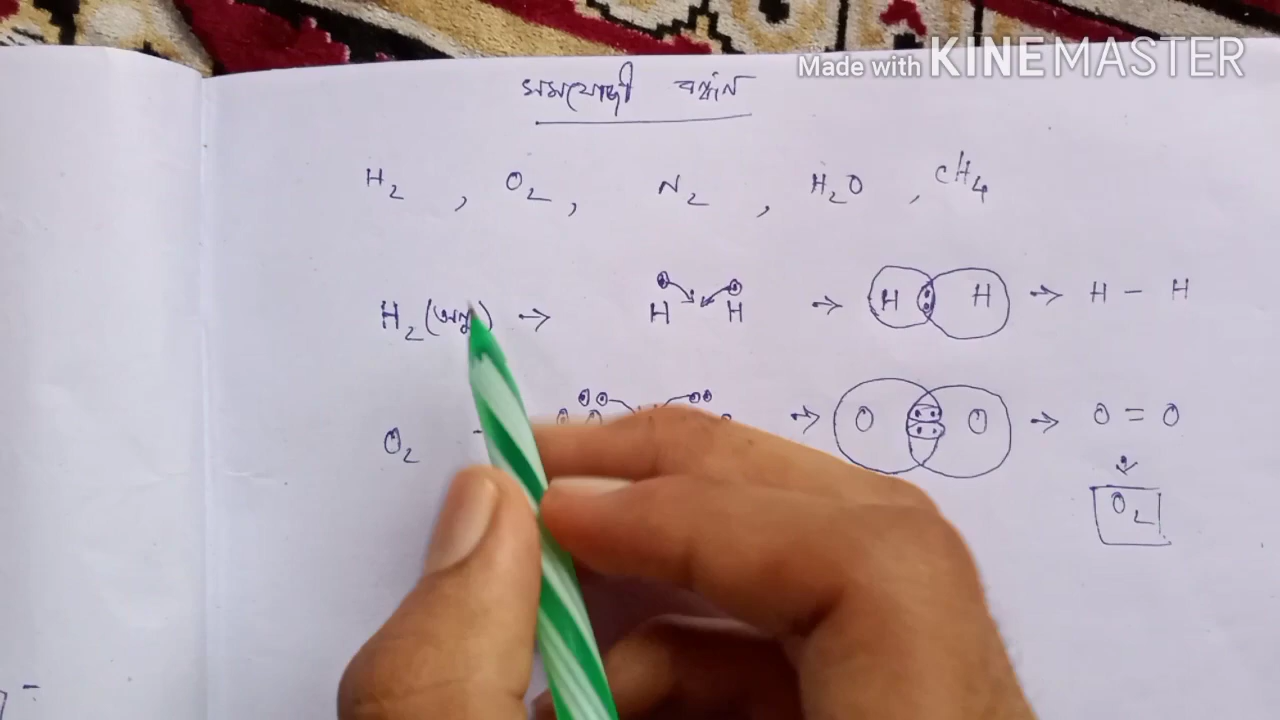 Made with KINEMASTER
সমযোজী বন্ধন
H₂ , O₂ , N₂ , H₂O , CH₄
H₂ (অনু) → H H → H H → H – H
O₂ → O O → O = O
O₂